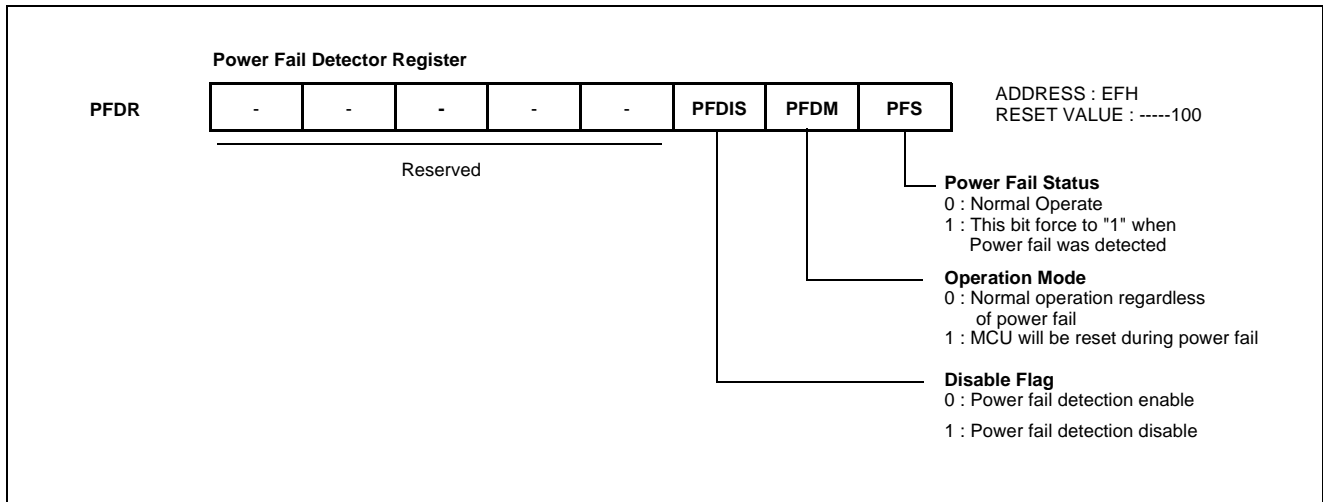 Power Fail Detector Register
PFDR
- - - - - PFDIS PFDM PFS
ADDRESS : EFH
RESET VALUE : -----100
Reserved
Power Fail Status
0 : Normal Operate
1 : This bit force to "1" when
Power fail was detected
Operation Mode
0 : Normal operation regardless
of power fail
1 : MCU will be reset during power fail
Disable Flag
0 : Power fail detection enable
1 : Power fail detection disable